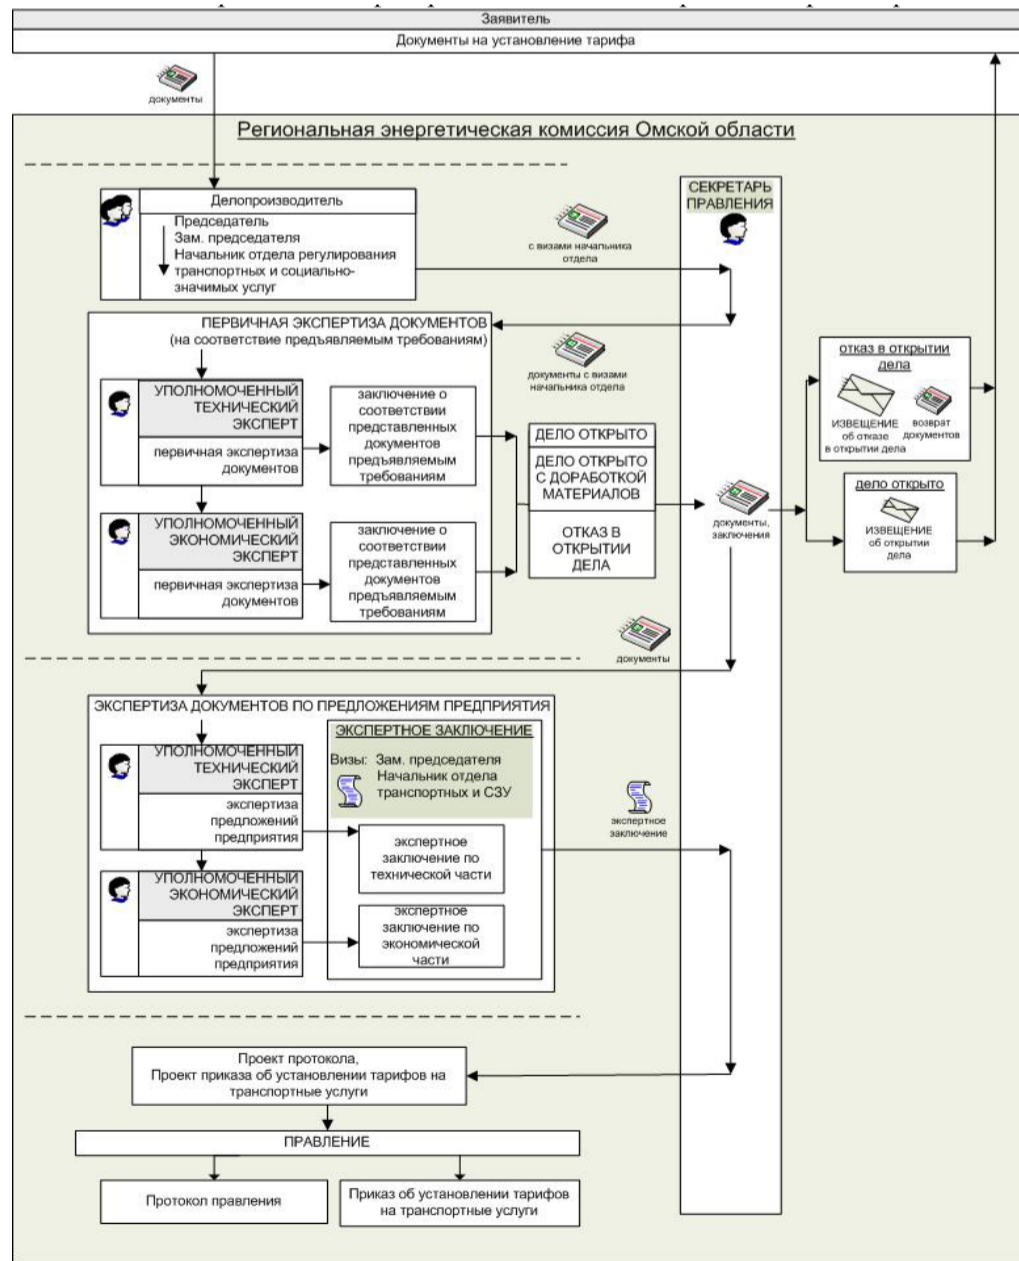 Заявитель
Документы на установление тарифа
документы
Региональная энергетическая комиссия Омской области
Делопроизводитель
Председатель
Зам. председателя
Начальник отдела регулирования
транспортных и социально-
значимых услуг
с визами начальника
отдела
СЕКРЕТАРЬ
ПРАВЛЕНИЯ
ПЕРВИЧНАЯ ЭКСПЕРТИЗА ДОКУМЕНТОВ
(на соответствие предъявляемым требованиям)
документы с визами
начальника отдела
УПОЛНОМОЧЕННЫЙ
ТЕХНИЧЕСКИЙ
ЭКСПЕРТ
первичная экспертиза
документов
заключение о
соответствии
представленных
документов
предъявляемым
требованиям
УПОЛНОМОЧЕННЫЙ
ЭКОНОМИЧЕСКИЙ
ЭКСПЕРТ
первичная экспертиза
документов
заключение о
соответствии
представленных
документов
предъявляемым
требованиям
ДЕЛО ОТКРЫТО
ДЕЛО ОТКРЫТО
С ДОРАБОТКОЙ
МАТЕРИАЛОВ
ОТКАЗ В
ОТКРЫТИИ
ДЕЛА
документы,
заключения
отказ в открытии
дела
ИЗВЕЩЕНИЕ
об отказе
в открытии дела
возврат
документов
дело открыто
ИЗВЕЩЕНИЕ
об открытии
дела
документы
ЭКСПЕРТИЗА ДОКУМЕНТОВ ПО ПРЕДЛОЖЕНИЯМ ПРЕДПРИЯТИЯ
УПОЛНОМОЧЕННЫЙ
ТЕХНИЧЕСКИЙ
ЭКСПЕРТ
экспертиза
предложений
предприятия
УПОЛНОМОЧЕННЫЙ
ЭКОНОМИЧЕСКИЙ
ЭКСПЕРТ
экспертиза
предложений
предприятия
ЭКСПЕРТНОЕ ЗАКЛЮЧЕНИЕ
Визы: Зам. председателя
Начальник отдела
транспортных и СЗУ
экспертное
заключение по
технической части
экспертное
заключение по
экономической
части
экспертное
заключение
Проект протокола,
Проект приказа об установлении тарифов на
транспортные услуги
ПРАВЛЕНИЕ
Протокол правления
Приказ об установлении тарифов
на транспортные услуги